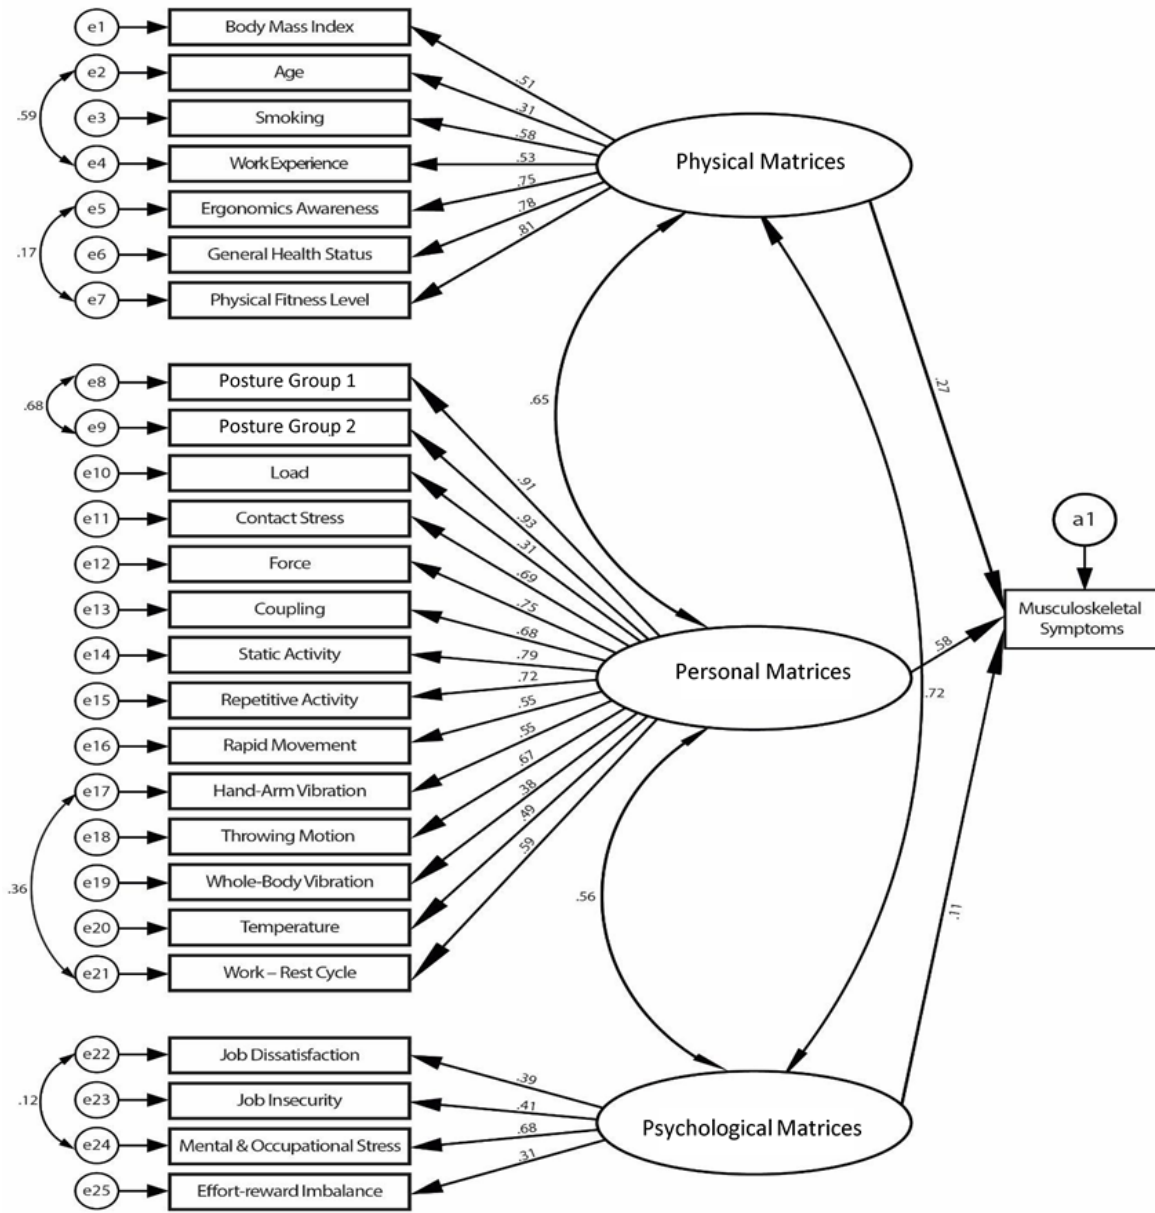 e1 Body Mass Index
e2 Age
e3 Smoking
e4 Work Experience
e5 Ergonomics Awareness
e6 General Health Status
e7 Physical Fitness Level
.59
.17
.51
.31
.58
.53
.75
.78
.81
Physical Matrices
e8 Posture Group 1
e9 Posture Group 2
e10 Load
e11 Contact Stress
e12 Force
e13 Coupling
e14 Static Activity
e15 Repetitive Activity
e16 Rapid Movement
e17 Hand-Arm Vibration
e18 Throwing Motion
e19 Whole-Body Vibration
e20 Temperature
e21 Work – Rest Cycle
.68
.36
.91
.93
.31
.69
.75
.68
.79
.72
.55
.55
.67
.38
.49
.59
Personal Matrices
e22 Job Dissatisfaction
e23 Job Insecurity
e24 Mental & Occupational Stress
e25 Effort-reward Imbalance
.12
.39
.41
.68
.31
Psychological Matrices
.65
.56
.72
.27
.58
.11
a1
Musculoskeletal
Symptoms